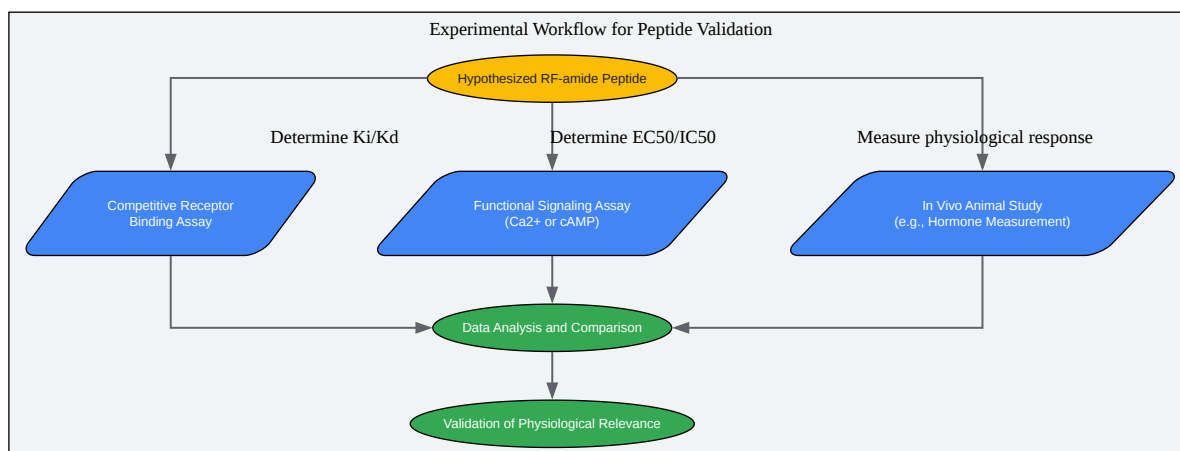 Experimental Workflow for Peptide Validation
Hypothesized RF-amide Peptide
Determine Ki/Kd
Determine EC50/IC50
Measure physiological response
Competitive Receptor
Binding Assay
Functional Signaling Assay
(Ca2+ or cAMP)
In Vivo Animal Study
(e.g., Hormone Measurement)
Data Analysis and Comparison
Validation of Physiological Relevance